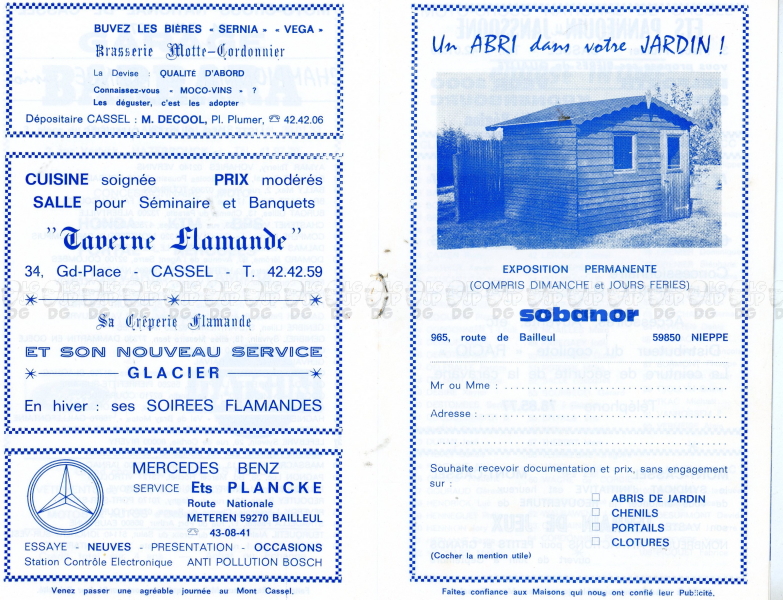 BUVEZ LES BIÈRES « SERNIA » « VEGA »
Brasserie Motte-Cordonnier
La Devise : QUALITE D'ABORD
Connaissez-vous « MOCO-VINS » ?
Les déguster, c'est les adopter
Dépositaire CASSEL : M. DECOOL, Pl. Plumer, ☎ 42.42.06
CUISINE soignée PRIX modérés
SALLE pour Séminaire et Banquets
"Taverne Flamande"
34, Gd-Place - CASSEL - T. 42.42.59
Sa Crêperie Flamande
ET SON NOUVEAU SERVICE
GLACIER
En hiver : ses SOIREES FLAMANDES
MERCEDES BENZ
SERVICE Ets PLANCKE
Route Nationale
METEREN 59270 BAILLEUL
☎ 43-08-41
ESSAYE - NEUVES - PRESENTATION - OCCASIONS
Station Contrôle Electronique ANTI POLLUTION BOSCH
Venez passer une agréable journée au Mont Cassel.
Un ABRI dans votre JARDIN !
EXPOSITION PERMANENTE
(COMPRIS DIMANCHE et JOURS FERIES)
sobanor
965, route de Bailleul 59850 NIEPPE
Mr ou Mme :
Adresse :
Souhaite recevoir documentation et prix, sans engagement
sur :
☐ ABRIS DE JARDIN
☐ CHENILS
☐ PORTAILS
☐ CLOTURES
(Cocher la mention utile)
Faites confiance aux Maisons qui nous ont confié leur Publicité.